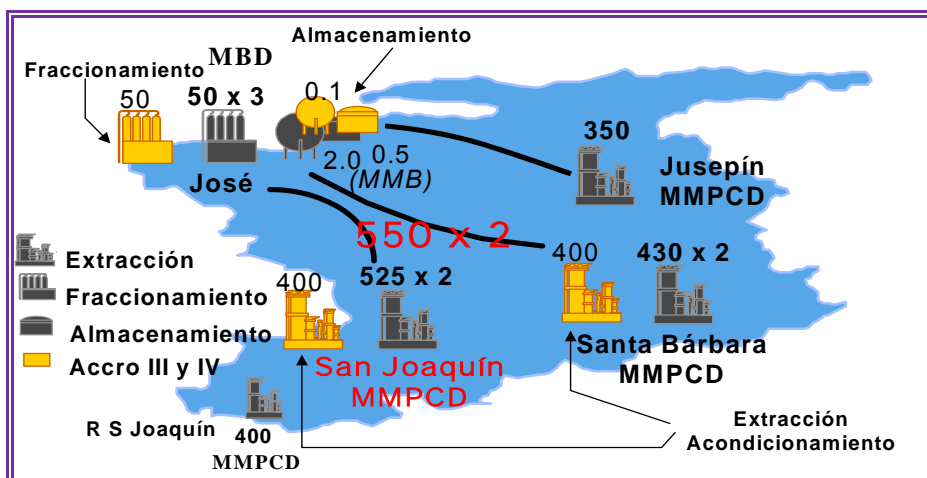 Almacenamiento
MBD
Fraccionamiento
50
50 x 3
0.1
350
2.0 0.5
(MMB)
Jusepín
MMPCD
José
550 x 2
Extracción
Fraccionamiento
Almacenamiento
Accro III y IV
400
525 x 2
400
430 x 2
San Joaquín
MMPCD
Santa Bárbara
MMPCD
R S Joaquín
400
MMPCD
Extracción
Acondicionamiento